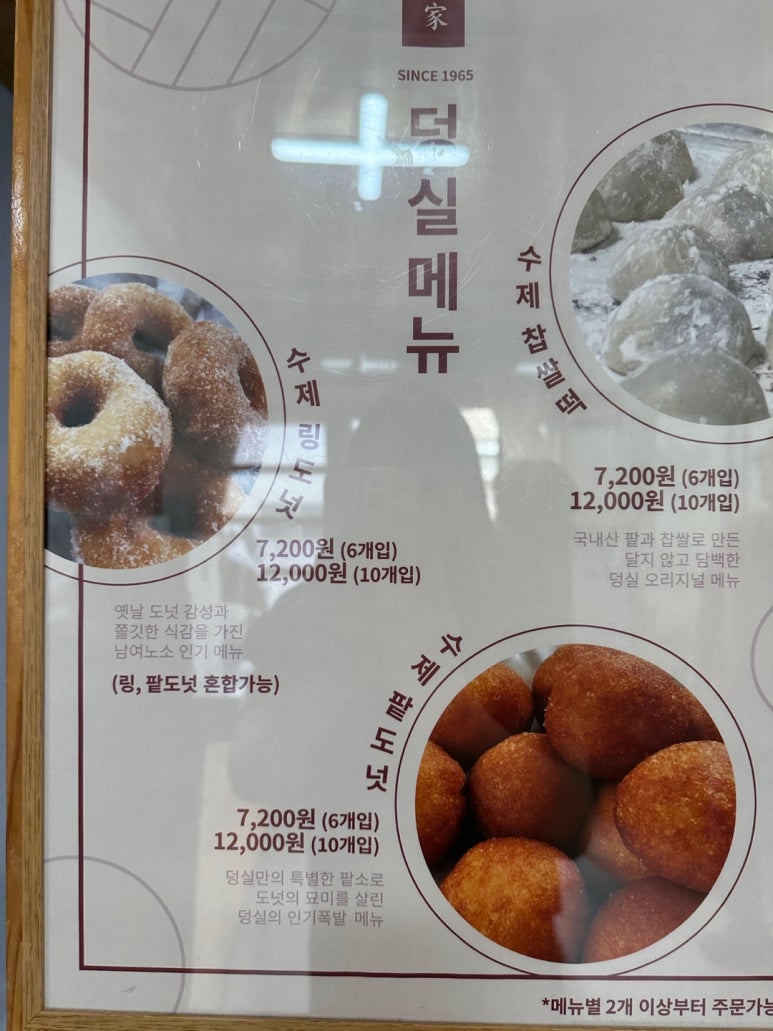 家
SINCE 1965
덩실 메뉴
수제 찹쌀떡
7,200원 (6개입)
12,000원 (10개입)
국내산 팥과 찹쌀로 만든
달지 않고 담백한
덩실 오리지널 메뉴
수제 링도넛
7,200원 (6개입)
12,000원 (10개입)
옛날 도넛 감성과
쫄깃한 식감을 가진
남여노소 인기 메뉴
(링, 팥도넛 혼합가능)
수제 팥도넛
7,200원 (6개입)
12,000원 (10개입)
덩실만의 특별한 팥소로
도넛의 묘미를 살린
덩실의 인기폭발 메뉴
*메뉴별 2개 이상부터 주문가능